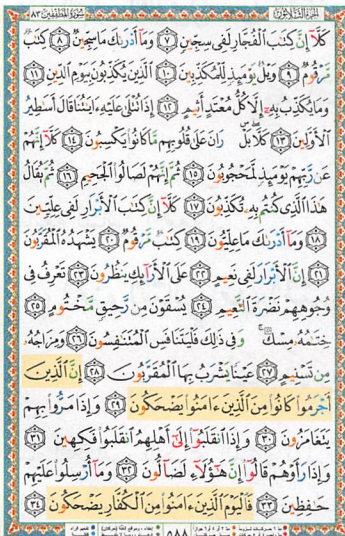 الجزء الثلاثون سورة المطففين ٨٣
كَلَّآ إِنَّ كِتَٰبَ ٱلْفُجَّارِ لَفِى سِجِّينٍ ٧ وَمَآ أَدْرَىٰكَ مَا سِجِّينٌ ٨ كِتَٰبٌ
مَّرْقُومٌ ٩ وَيْلٌ يَوْمَئِذٍ لِّلْمُكَذِّبِينَ ١٠ ٱلَّذِينَ يُكَذِّبُونَ بِيَوْمِ ٱلدِّينِ ١١
وَمَا يُكَذِّبُ بِهِۦٓ إِلَّا كُلُّ مُعْتَدٍ أَثِيمٍ ١٢ إِذَا تُتْلَىٰ عَلَيْهِ ءَايَٰتُنَا قَالَ أَسَٰطِيرُ
ٱلْأَوَّلِينَ ١٣ كَلَّا ۖ بَلْ ۜ رَانَ عَلَىٰ قُلُوبِهِم مَّا كَانُوا۟ يَكْسِبُونَ ١٤ كَلَّآ إِنَّهُمْ
عَن رَّبِّهِمْ يَوْمَئِذٍ لَّمَحْجُوبُونَ ١٥ ثُمَّ إِنَّهُمْ لَصَالُوا۟ ٱلْجَحِيمِ ١٦ ثُمَّ يُقَالُ
هَٰذَا ٱلَّذِى كُنتُم بِهِۦ تُكَذِّبُونَ ١٧ كَلَّآ إِنَّ كِتَٰبَ ٱلْأَبْرَارِ لَفِى عِلِّيِّينَ
١٨ وَمَآ أَدْرَىٰكَ مَا عِلِّيُّونَ ١٩ كِتَٰبٌ مَّرْقُومٌ ٢٠ يَشْهَدُهُ ٱلْمُقَرَّبُونَ
٢١ إِنَّ ٱلْأَبْرَارَ لَفِى نَعِيمٍ ٢٢ عَلَى ٱلْأَرَآئِكِ يَنظُرُونَ ٢٣ تَعْرِفُ فِى
وُجُوهِهِمْ نَضْرَةَ ٱلنَّعِيمِ ٢٤ يُسْقَوْنَ مِن رَّحِيقٍ مَّخْتُومٍ ٢٥
خِتَٰمُهُۥ مِسْكٌ ۚ وَفِى ذَٰلِكَ فَلْيَتَنَافَسِ ٱلْمُتَنَٰفِسُونَ ٢٦ وَمِزَاجُهُۥ
مِن تَسْنِيمٍ ٢٧ عَيْنًا يَشْرَبُ بِهَا ٱلْمُقَرَّبُونَ ٢٨ إِنَّ ٱلَّذِينَ
أَجْرَمُوا۟ كَانُوا۟ مِنَ ٱلَّذِينَ ءَامَنُوا۟ يَضْحَكُونَ ٢٩ وَإِذَا مَرُّوا۟ بِهِمْ
يَتَغَامَزُونَ ٣٠ وَإِذَا ٱنقَلَبُوٓا۟ إِلَىٰٓ أَهْلِهِمُ ٱنقَلَبُوا۟ فَكِهِينَ ٣١
وَإِذَا رَأَوْهُمْ قَالُوٓا۟ إِنَّ هَٰٓؤُلَآءِ لَضَآلُّونَ ٣٢ وَمَآ أُرْسِلُوا۟ عَلَيْهِمْ
حَٰفِظِينَ ٣٣ فَٱلْيَوْمَ ٱلَّذِينَ ءَامَنُوا۟ مِنَ ٱلْكُفَّارِ يَضْحَكُونَ ٣٤
٥٨٨